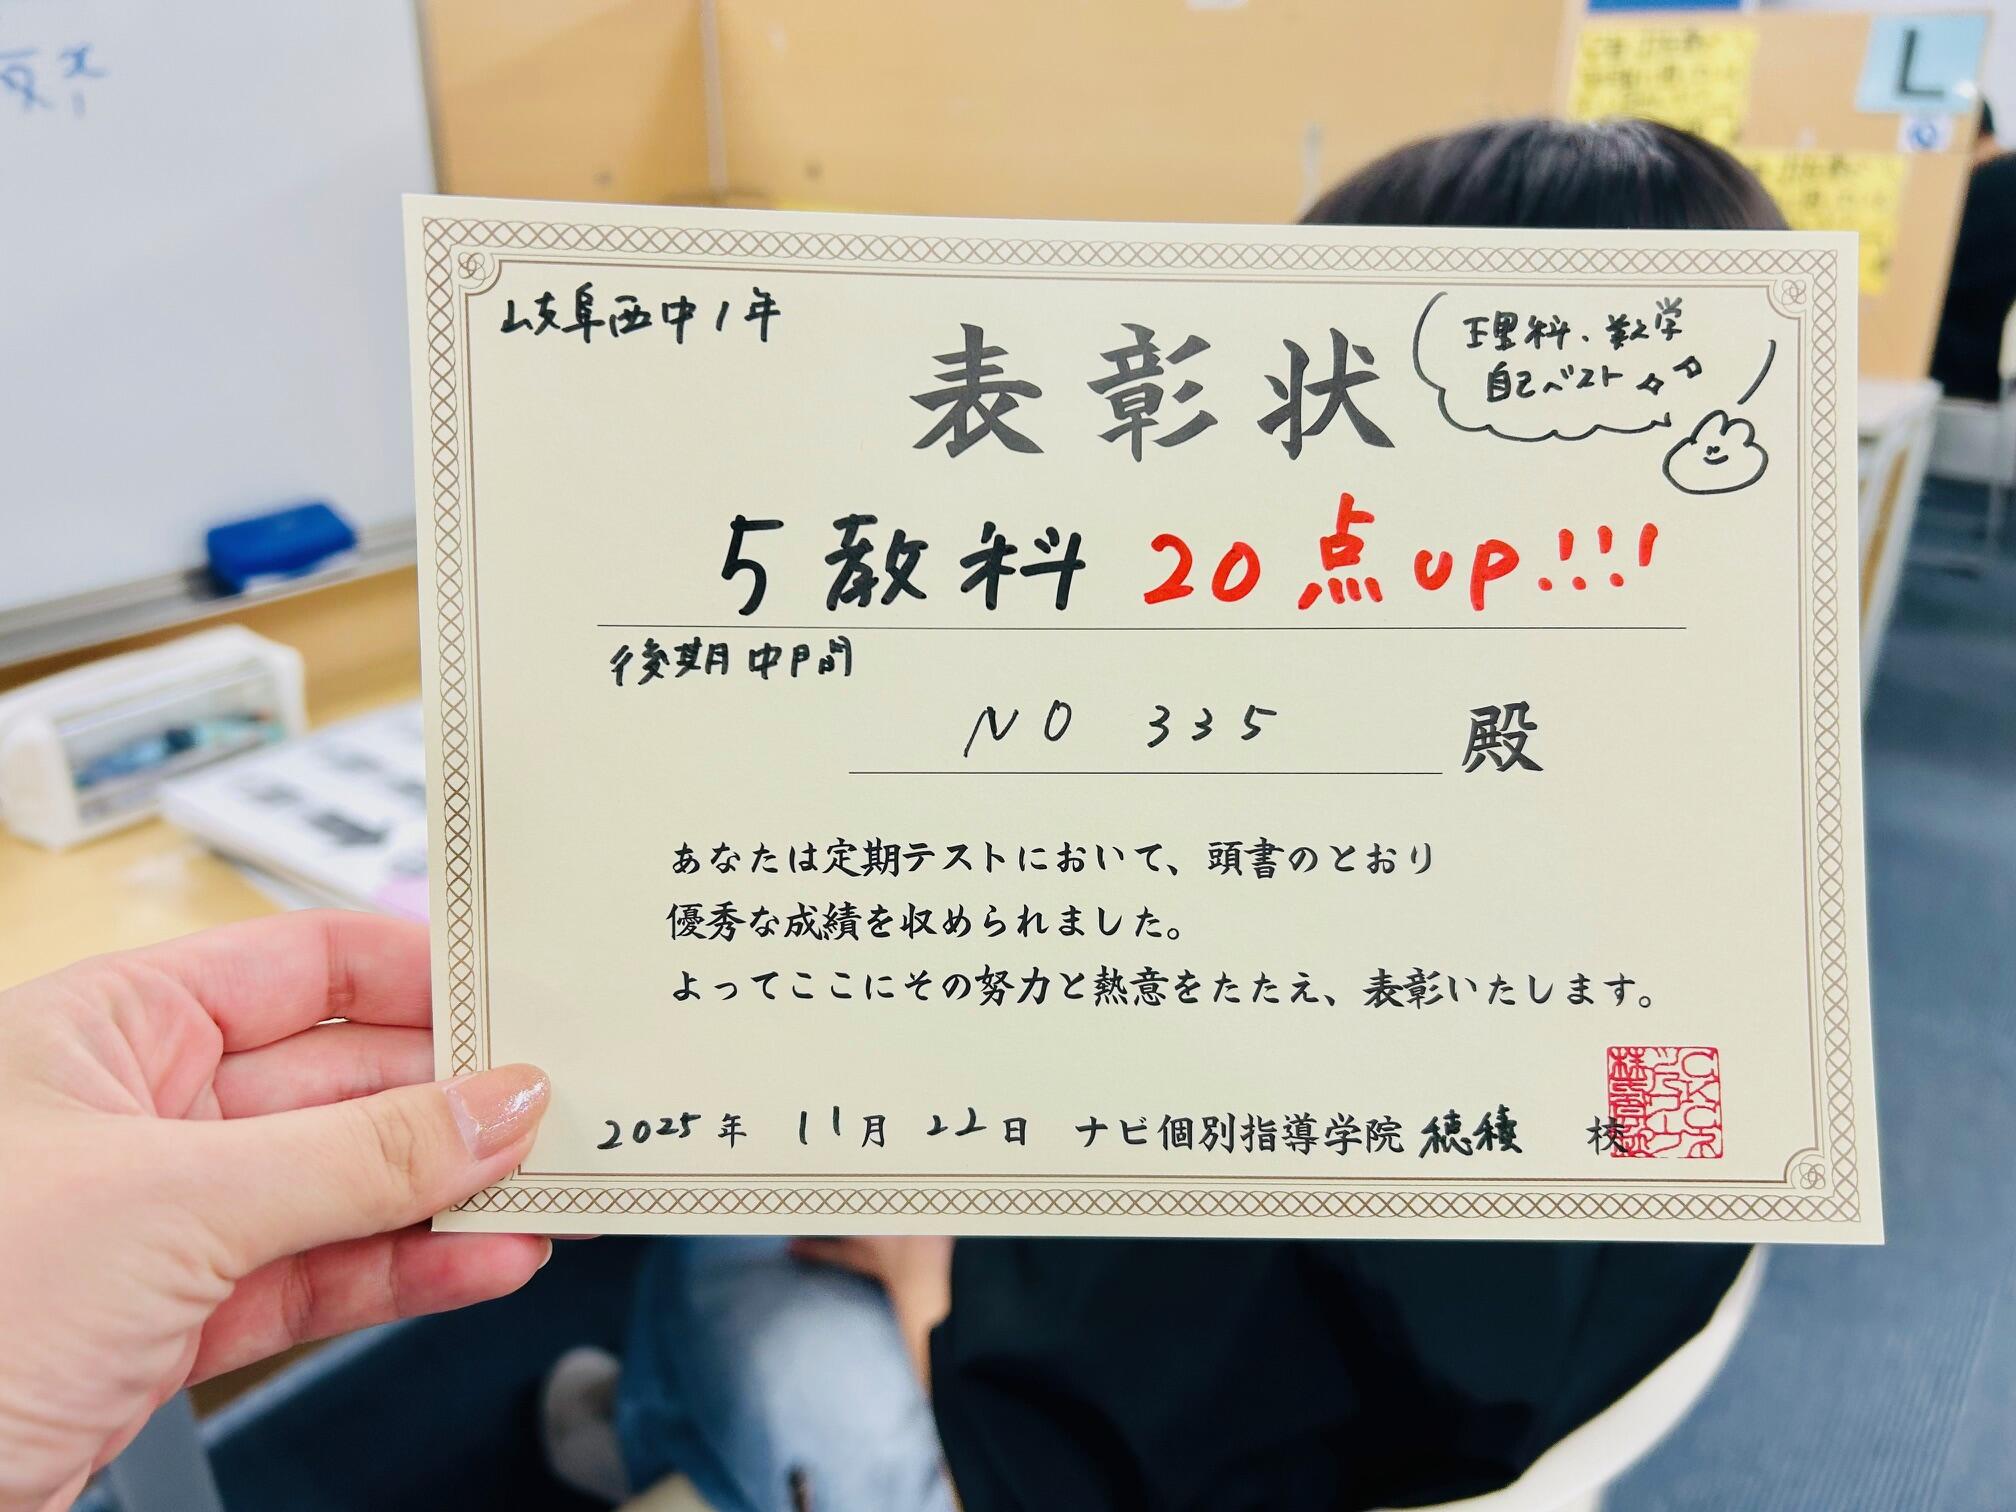 岐阜西中1年
表彰状
理科、数学
自己ベスト
5教科 20点up!!!
後期中間
NO 335 殿
あなたは定期テストにおいて、頭書のとおり
優秀な成績を収められました。
よってここにその努力と熱意をたたえ、表彰いたします。
2025年 11月 22日 ナビ個別指導学院 穂積 校
L